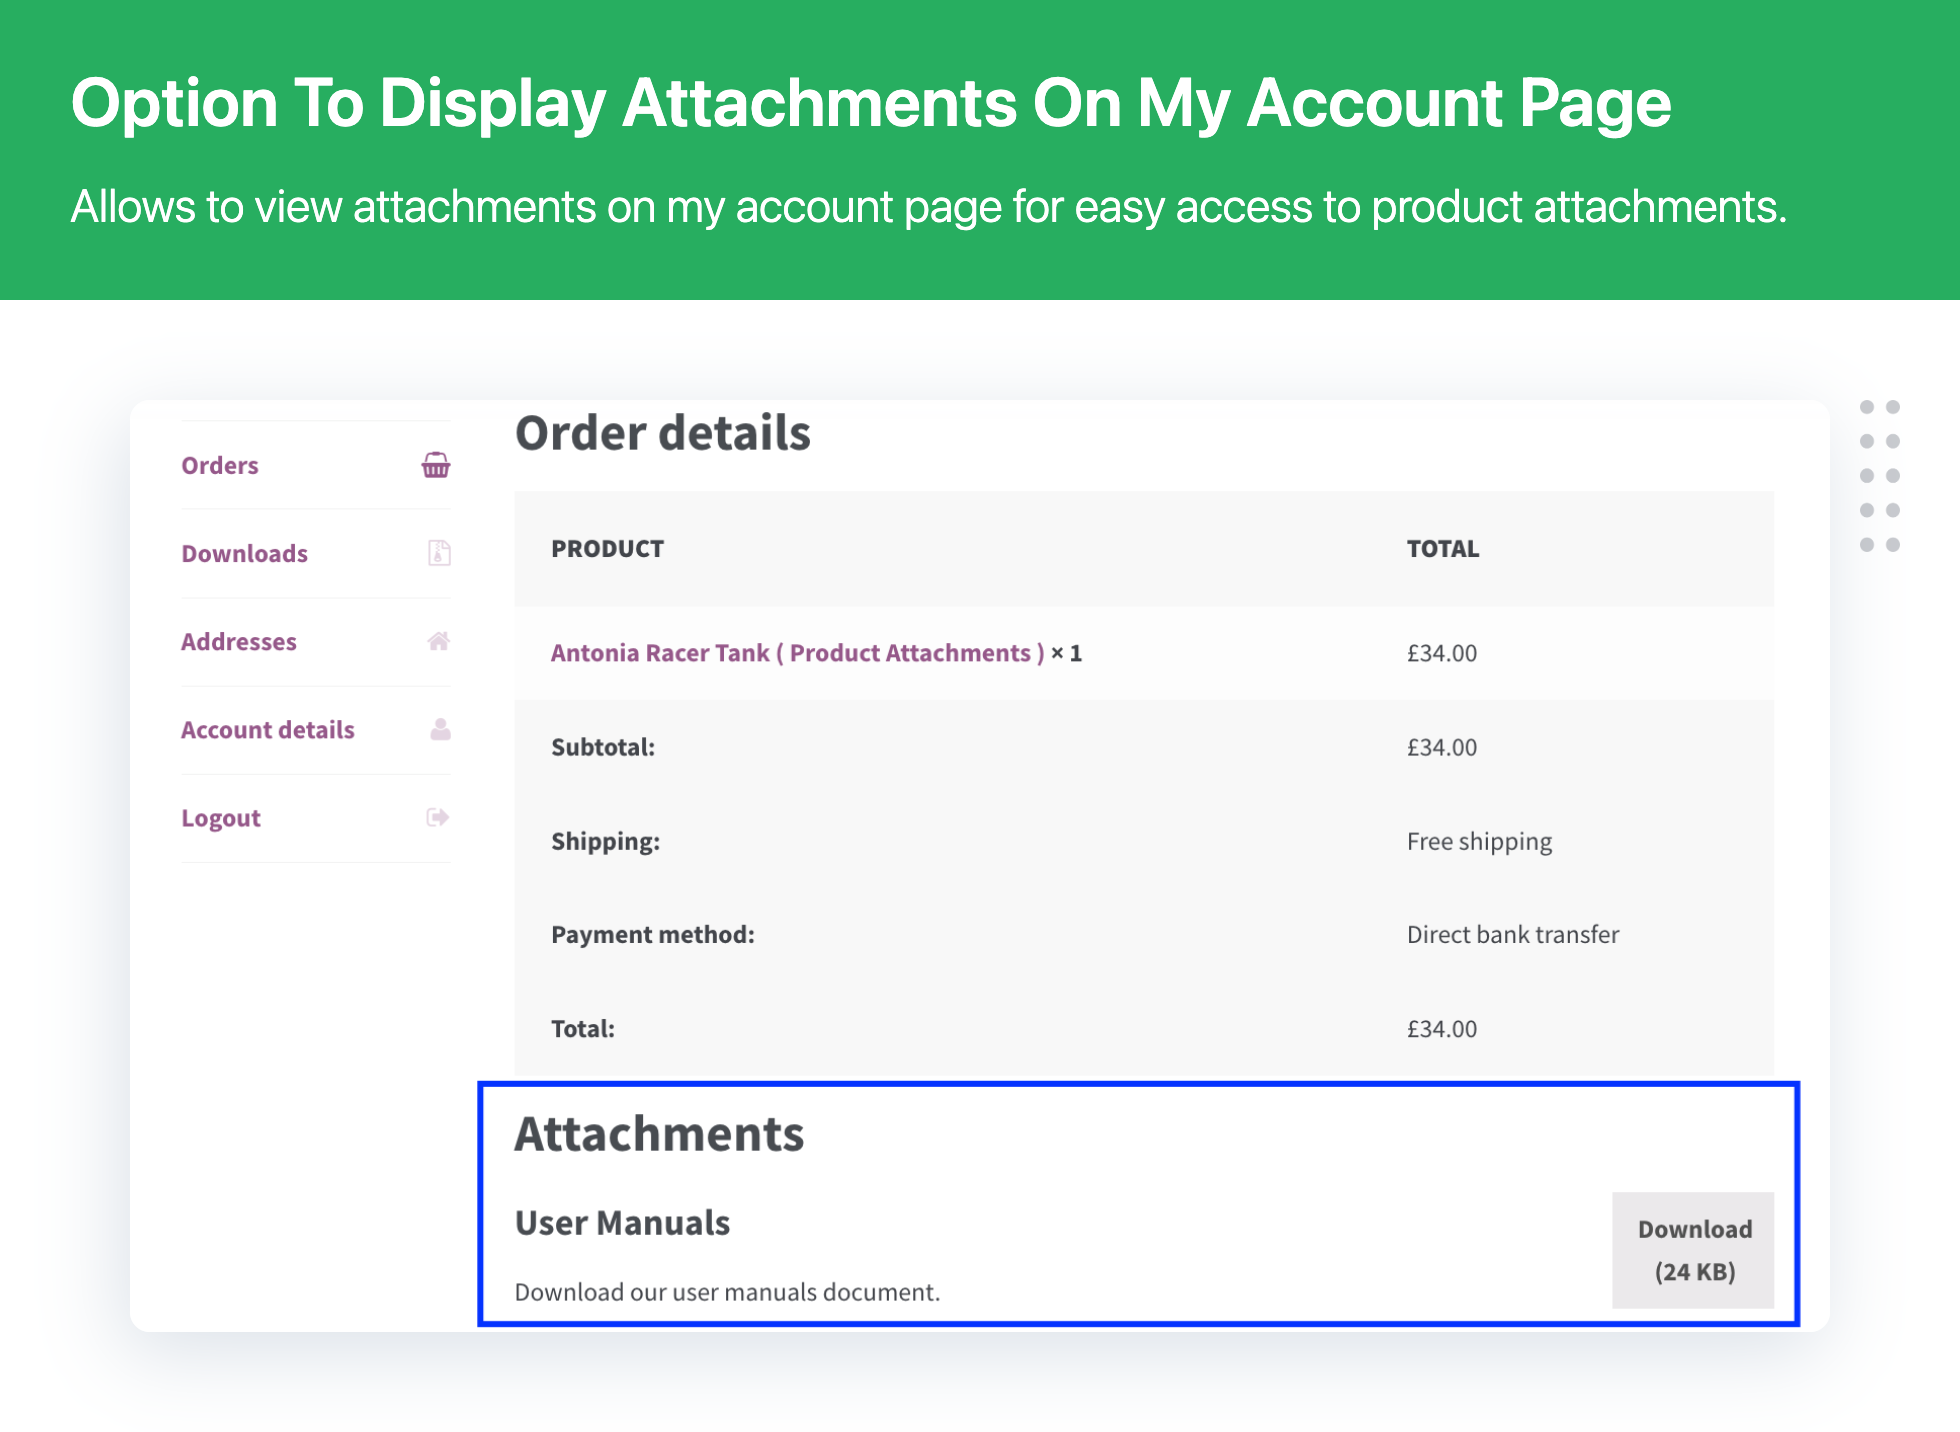 Option To Display Attachments On My Account Page
Allows to view attachments on my account page for easy access to product attachments.
Orders
Downloads
Addresses
Account details
Logout
Order details
PRODUCT TOTAL
Antonia Racer Tank ( Product Attachments ) × 1 £34.00
Subtotal: £34.00
Shipping: Free shipping
Payment method: Direct bank transfer
Total: £34.00
Attachments
User Manuals
Download our user manuals document.
Download
(24 KB)